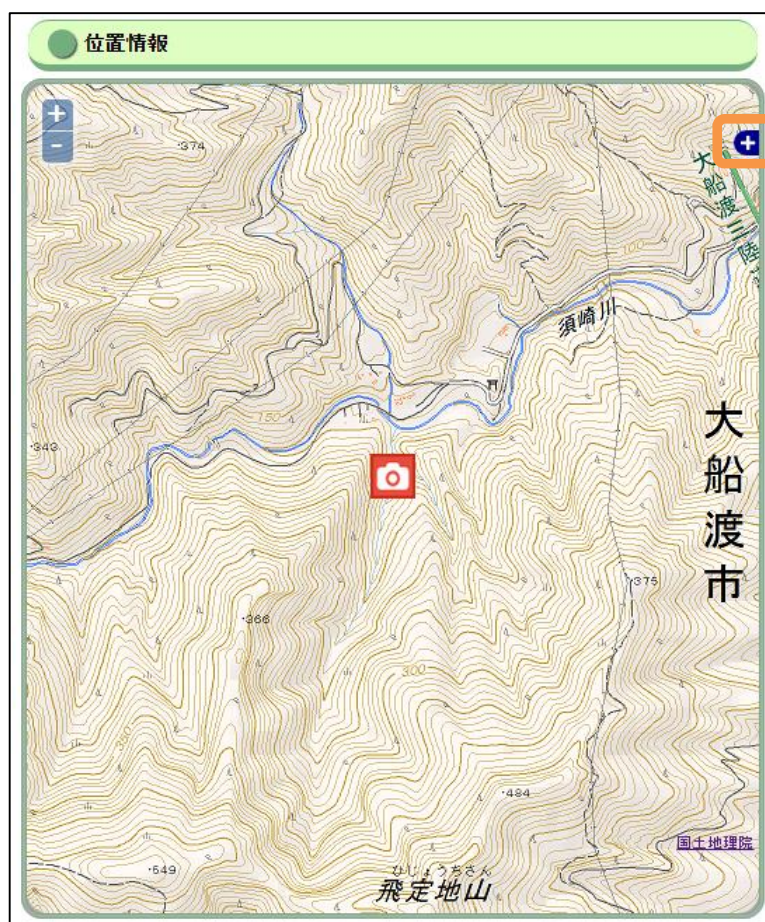 位置情報
+
-
・374
大船渡三陸
100
須崎川
150
・343
大船渡市
・375
・366
300
350
・484
国土地理院
・549
ひじょうちさん
飛定地山